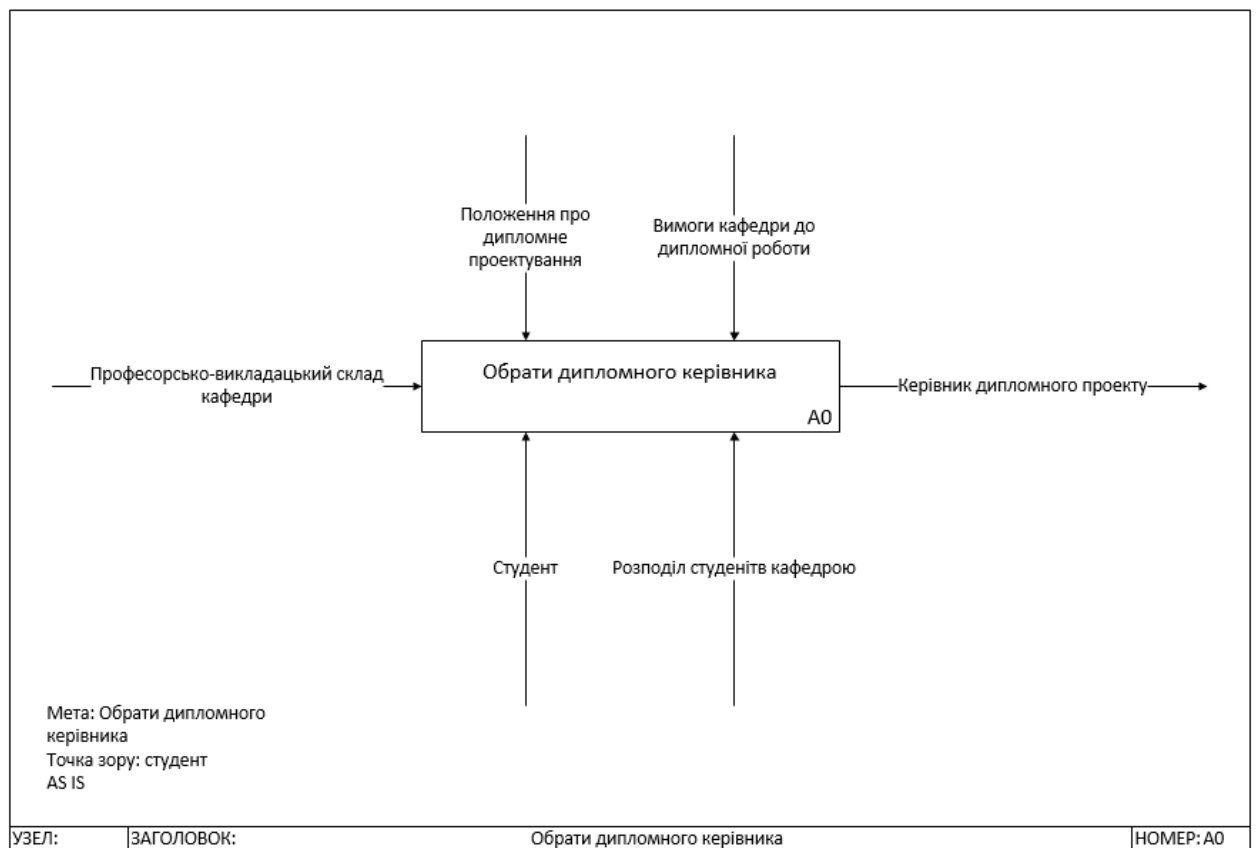 Положення про
дипломне
проектування
Вимоги кафедри до
дипломної роботи
Професорсько-викладацький склад
кафедри
Обрати дипломного керівника
A0
Керівник дипломного проекту
Студент
Розподіл студенітв кафедрою
Мета: Обрати дипломного
керівника
Точка зору: студент
AS IS
УЗЕЛ:
ЗАГОЛОВОК:
Обрати дипломного керівника
НОМЕР: A0